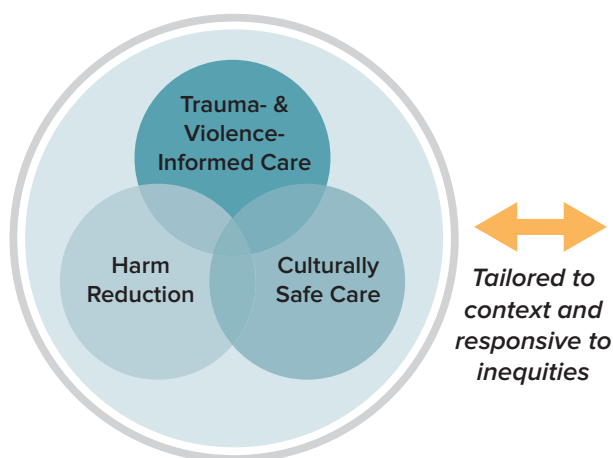 Trauma- &
Violence-
Informed Care
Harm
Reduction
Culturally
Safe Care
Tailored to
context and
responsive to
inequities